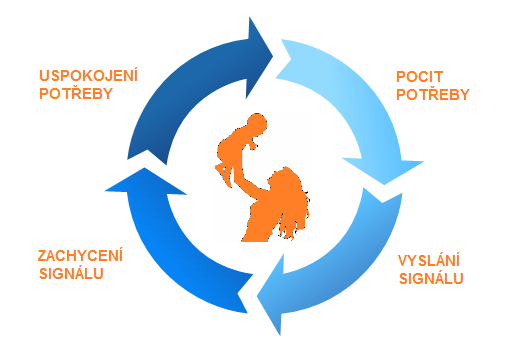 USPOKOJENÍ
POTŘEBY
POCIT
POTŘEBY
ZACHYCENÍ
SIGNÁLU
VYSLÁNÍ
SIGNÁLU